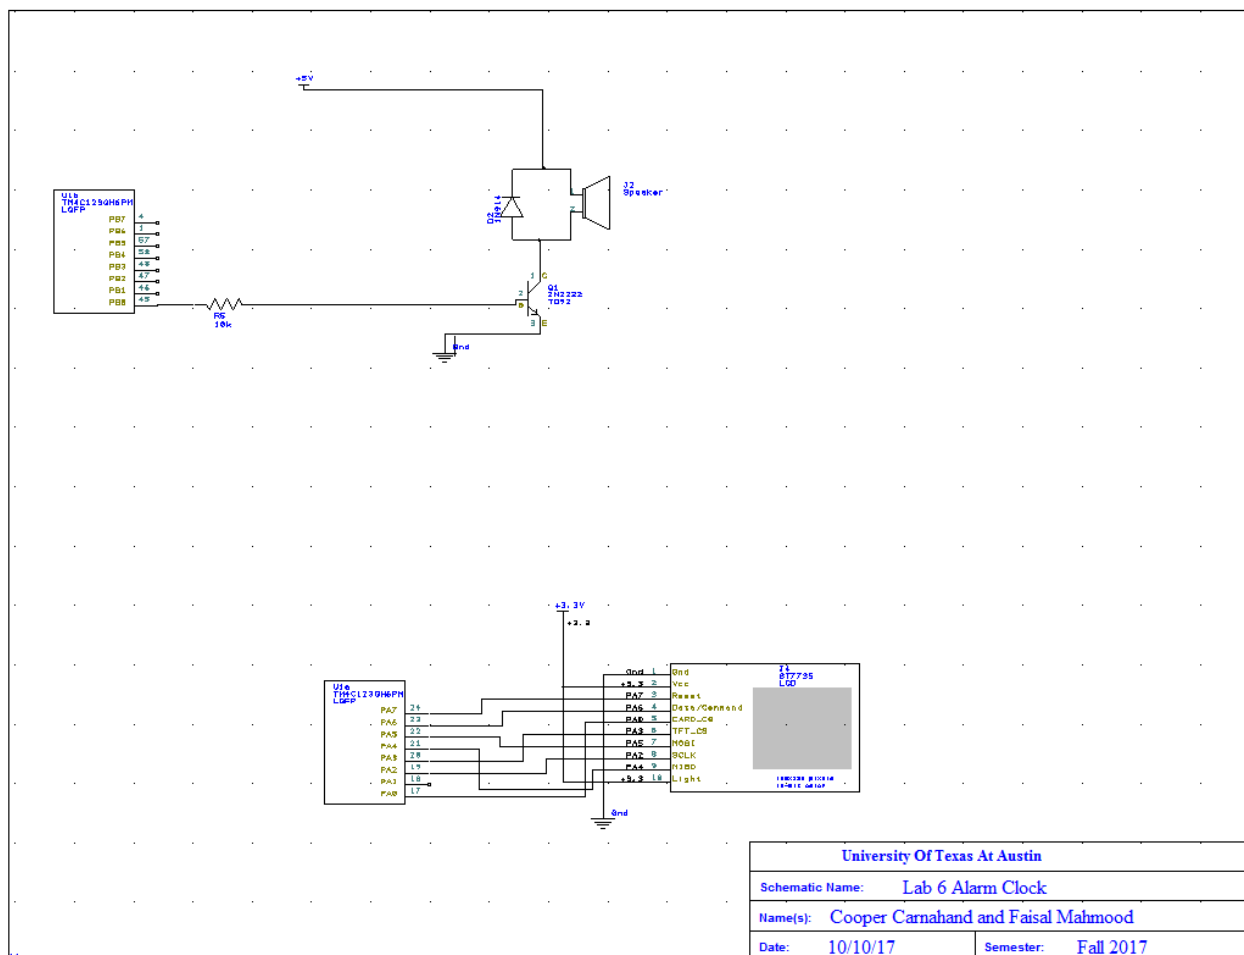 +5V
U1b
TM4C123GH6PM
LQFP
PB7 4
PB6 1
PB5 57
PB4 58
PB3 48
PB2 47
PB1 46
PB0 45
R5
10k
D2
1N914
1
2
J2
Speaker
1 C
2
B
3 E
Q1
2N2222
TO92
Gnd
+3.3V
+3.3
U1a
TM4C123GH6PM
LQFP
PA7 24
PA6 23
PA5 22
PA4 21
PA3 20
PA2 19
PA1 18
PA0 17
J4
ST7735
LCD
Gnd 1 Gnd
+3.3 2 Vcc
PA7 3 Reset
PA6 4 Data/Command
PA0 5 CARD_CS
PA3 6 TFT_CS
PA5 7 MOSI
PA2 8 SCLK
PA4 9 MISO
+3.3 10 Light
Gnd
University Of Texas At Austin
Schematic Name: Lab 6 Alarm Clock
Name(s): Cooper Carnahand and Faisal Mahmood
Date: 10/10/17 Semester: Fall 2017